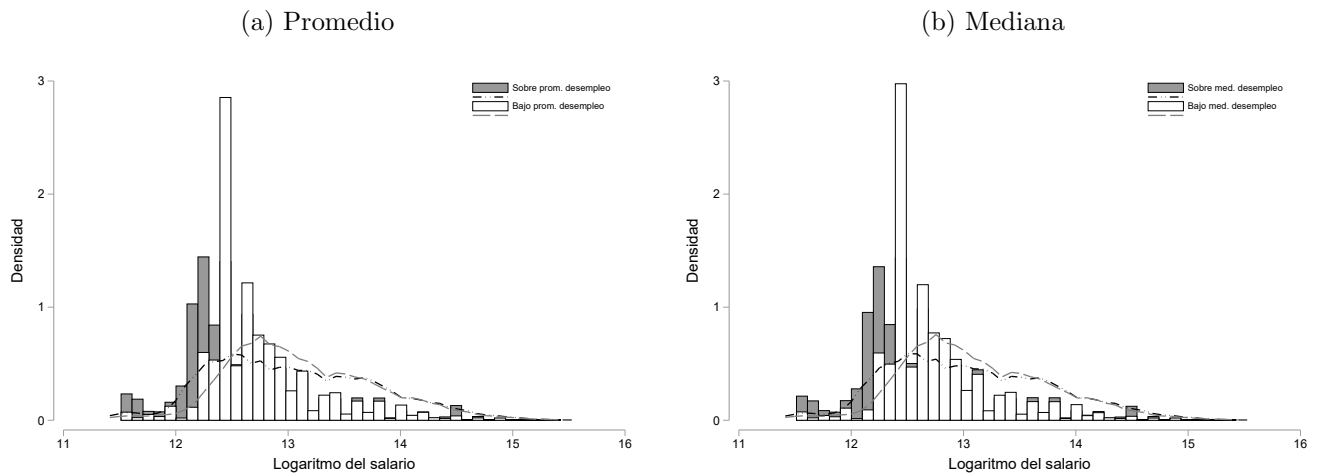 (a) Promedio
3
2
1
0
Densidad
11 12 13 14 15 16
Logaritmo del salario
Sobre prom. desempleo
Bajo prom. desempleo
(b) Mediana
3
2
1
0
Densidad
11 12 13 14 15 16
Logaritmo del salario
Sobre med. desempleo
Bajo med. desempleo